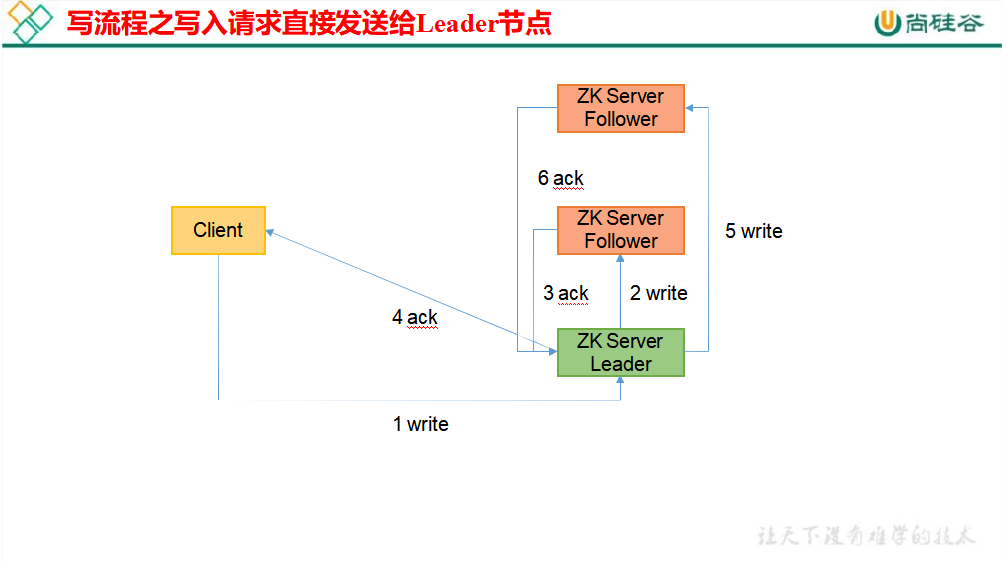 写流程之写入请求直接发送给Leader节点
尚硅谷
ZK Server
Follower
6 ack
Client
ZK Server
Follower
5 write
3 ack
2 write
4 ack
ZK Server
Leader
1 write
让天下没有难学的技术